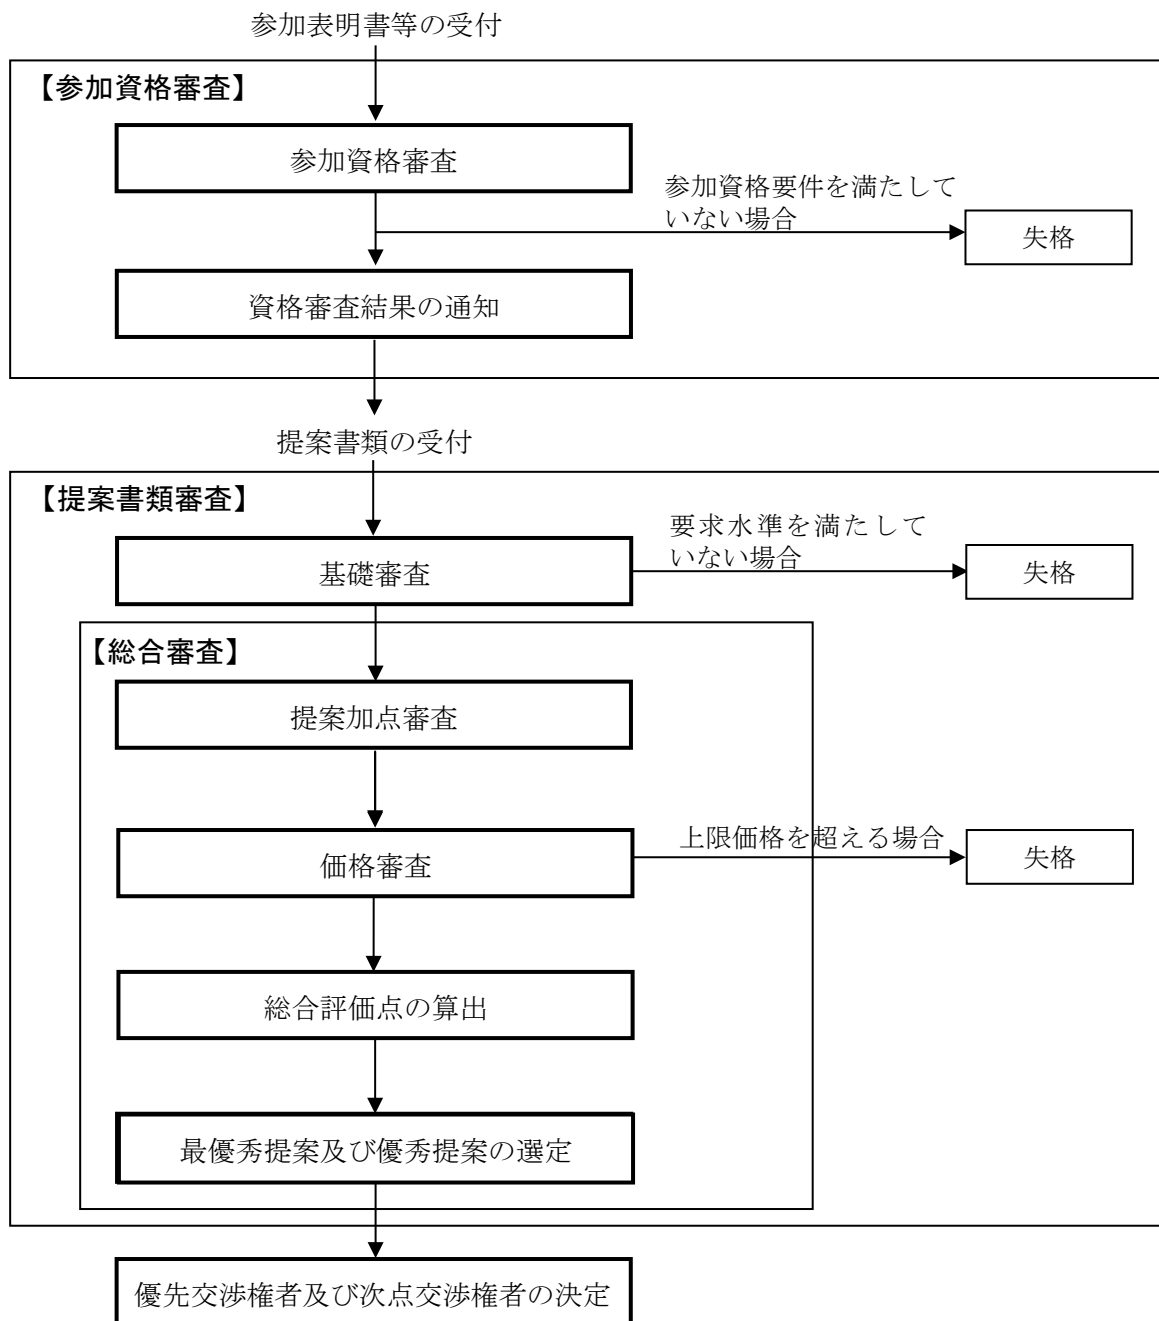 参加表明書等の受付
【参加資格審査】
参加資格審査
参加資格要件を満たして
いない場合
失格
資格審査結果の通知
提案書類の受付
【提案書類審査】
要求水準を満たして
いない場合
基礎審査
失格
【総合審査】
提案加点審査
上限価格を超える場合
価格審査
失格
総合評価点の算出
最優秀提案及び優秀提案の選定
優先交渉権者及び次点交渉権者の決定